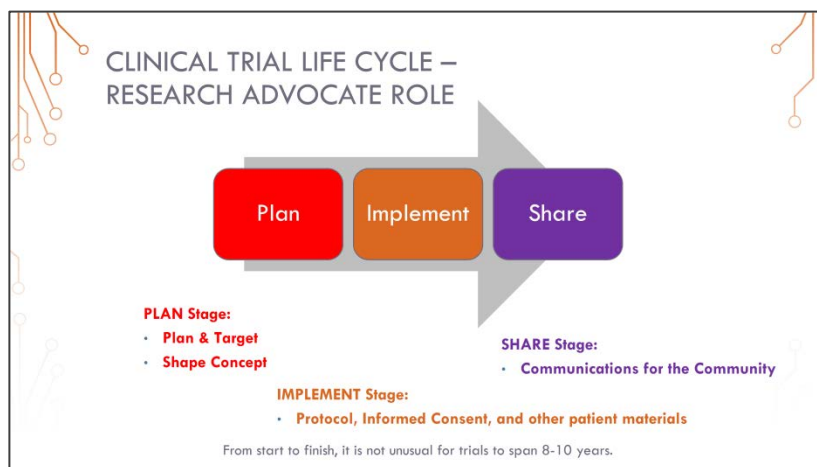 CLINICAL TRIAL LIFE CYCLE –
RESEARCH ADVOCATE ROLE
Plan
Implement
Share
PLAN Stage:
• Plan & Target
• Shape Concept
SHARE Stage:
• Communications for the Community
IMPLEMENT Stage:
• Protocol, Informed Consent, and other patient materials
From start to finish, it is not unusual for trials to span 8-10 years.